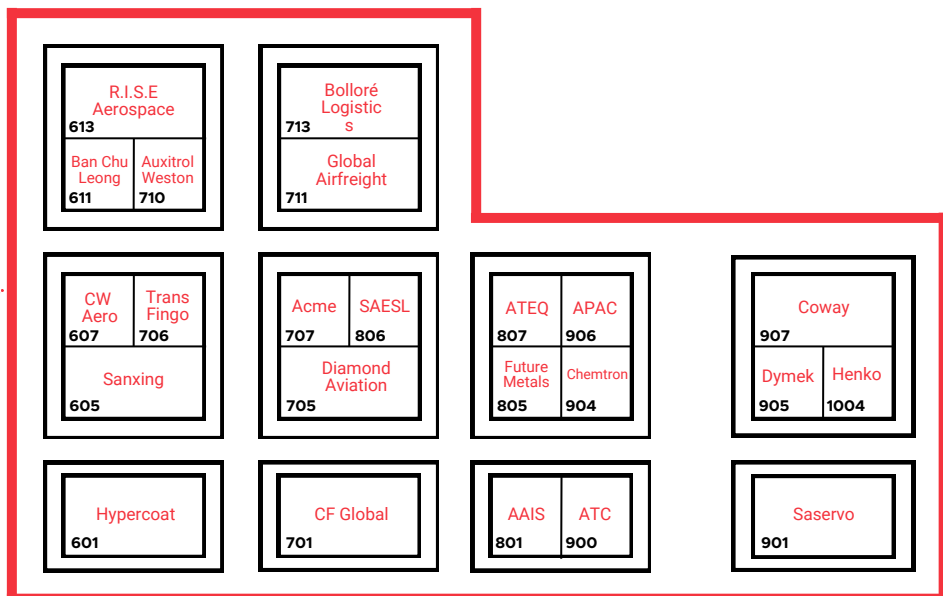 R.I.S.E
Aerospace
613
Ban Chu
Leong
611
Auxitrol
Weston
710
Bolloré
Logistic
s
713
Global
Airfreight
711
CW
Aero
607
Trans
Fingo
706
Sanxing
605
Acme
707
SAESL
806
Diamond
Aviation
705
ATEQ
807
APAC
906
Future
Metals
805
Chemtron
904
Coway
907
Dymek
905
Henko
1004
Hypercoat
601
CF Global
701
AAIS
801
ATC
900
Saservo
901